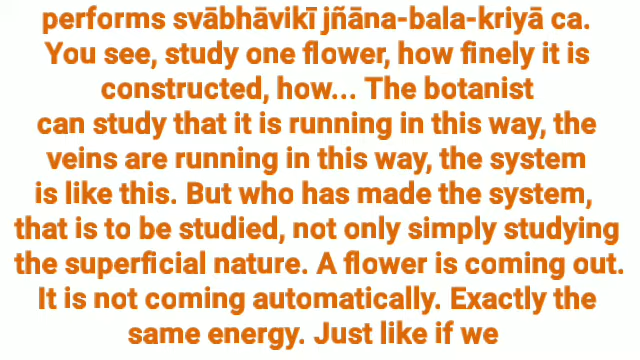 performs svābhāvikī jñāna-bala-kriyā ca.
You see, study one flower, how finely it is
constructed, how... The botanist
can study that it is running in this way, the
veins are running in this way, the system
is like this. But who has made the system,
that is to be studied, not only simply studying
the superficial nature. A flower is coming out.
It is not coming automatically. Exactly the
same energy. Just like if we